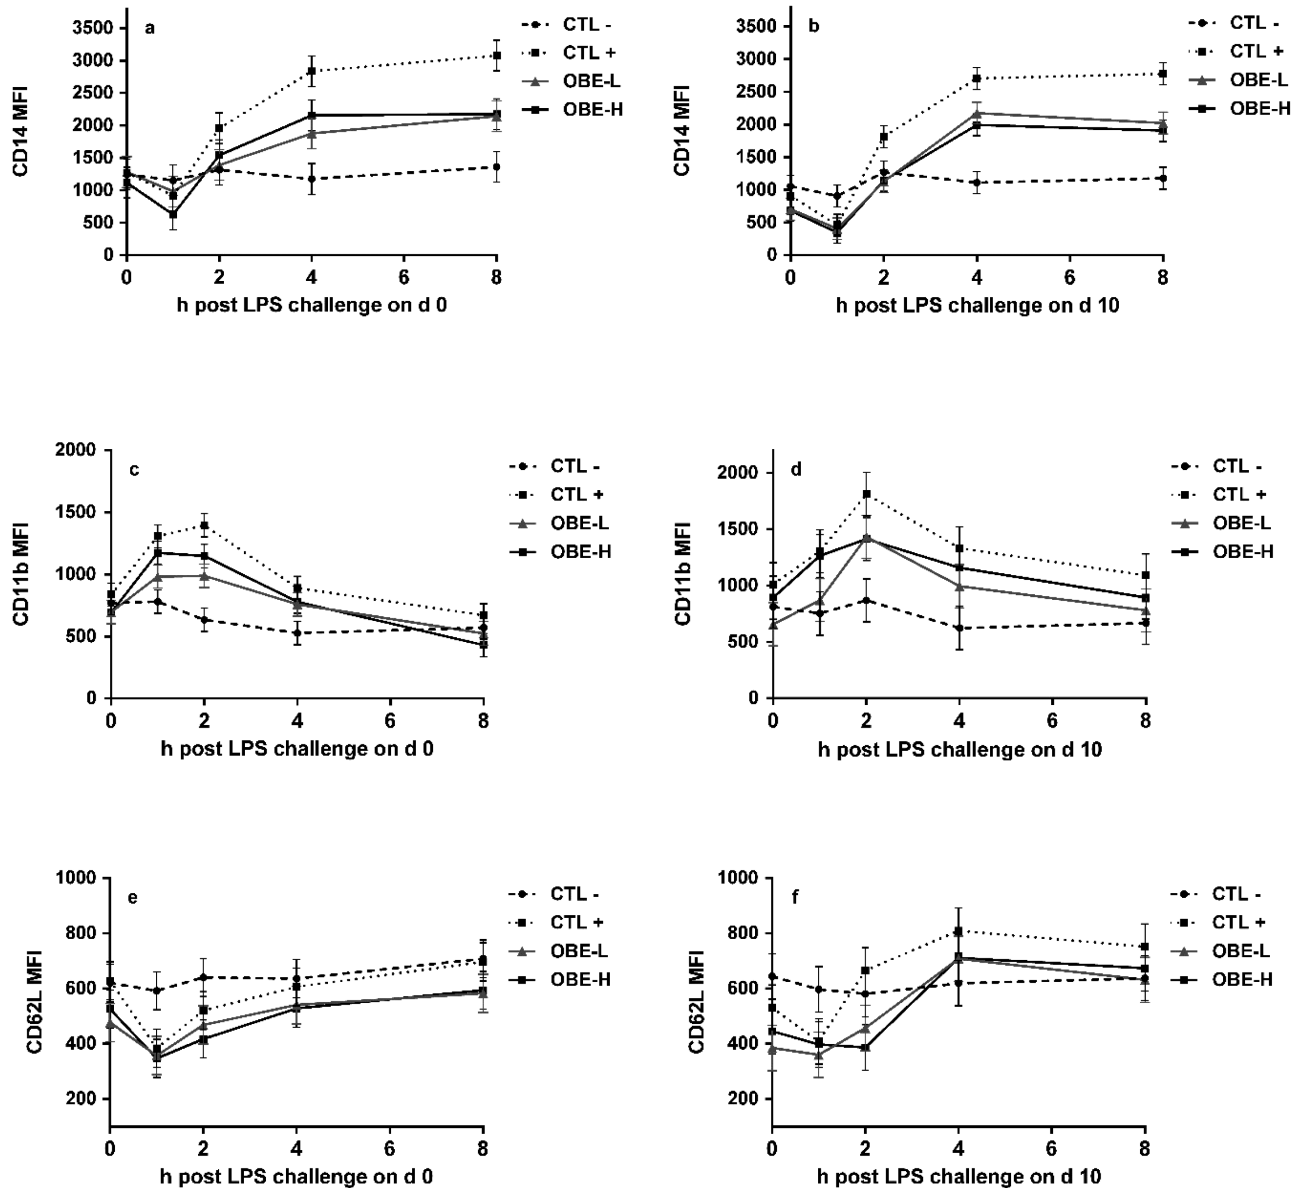 a
CTL -
CTL +
OBE-L
OBE-H
CD14 MFI
3500
3000
2500
2000
1500
1000
500
0
0 2 4 6 8
h post LPS challenge on d 0
b
CTL -
CTL +
OBE-L
OBE-H
CD14 MFI
3500
3000
2500
2000
1500
1000
500
0
0 2 4 6 8
h post LPS challenge on d 10
c
CTL -
CTL +
OBE-L
OBE-H
CD11b MFI
2000
1500
1000
500
0
0 2 4 6 8
h post LPS challenge on d 0
d
CTL -
CTL +
OBE-L
OBE-H
CD11b MFI
2000
1500
1000
500
0
0 2 4 6 8
h post LPS challenge on d 10
e
CTL -
CTL +
OBE-L
OBE-H
CD62L MFI
1000
800
600
400
200
0 2 4 6 8
h post LPS challenge on d 0
f
CTL -
CTL +
OBE-L
OBE-H
CD62L MFI
1000
800
600
400
200
0 2 4 6 8
h post LPS challenge on d 10